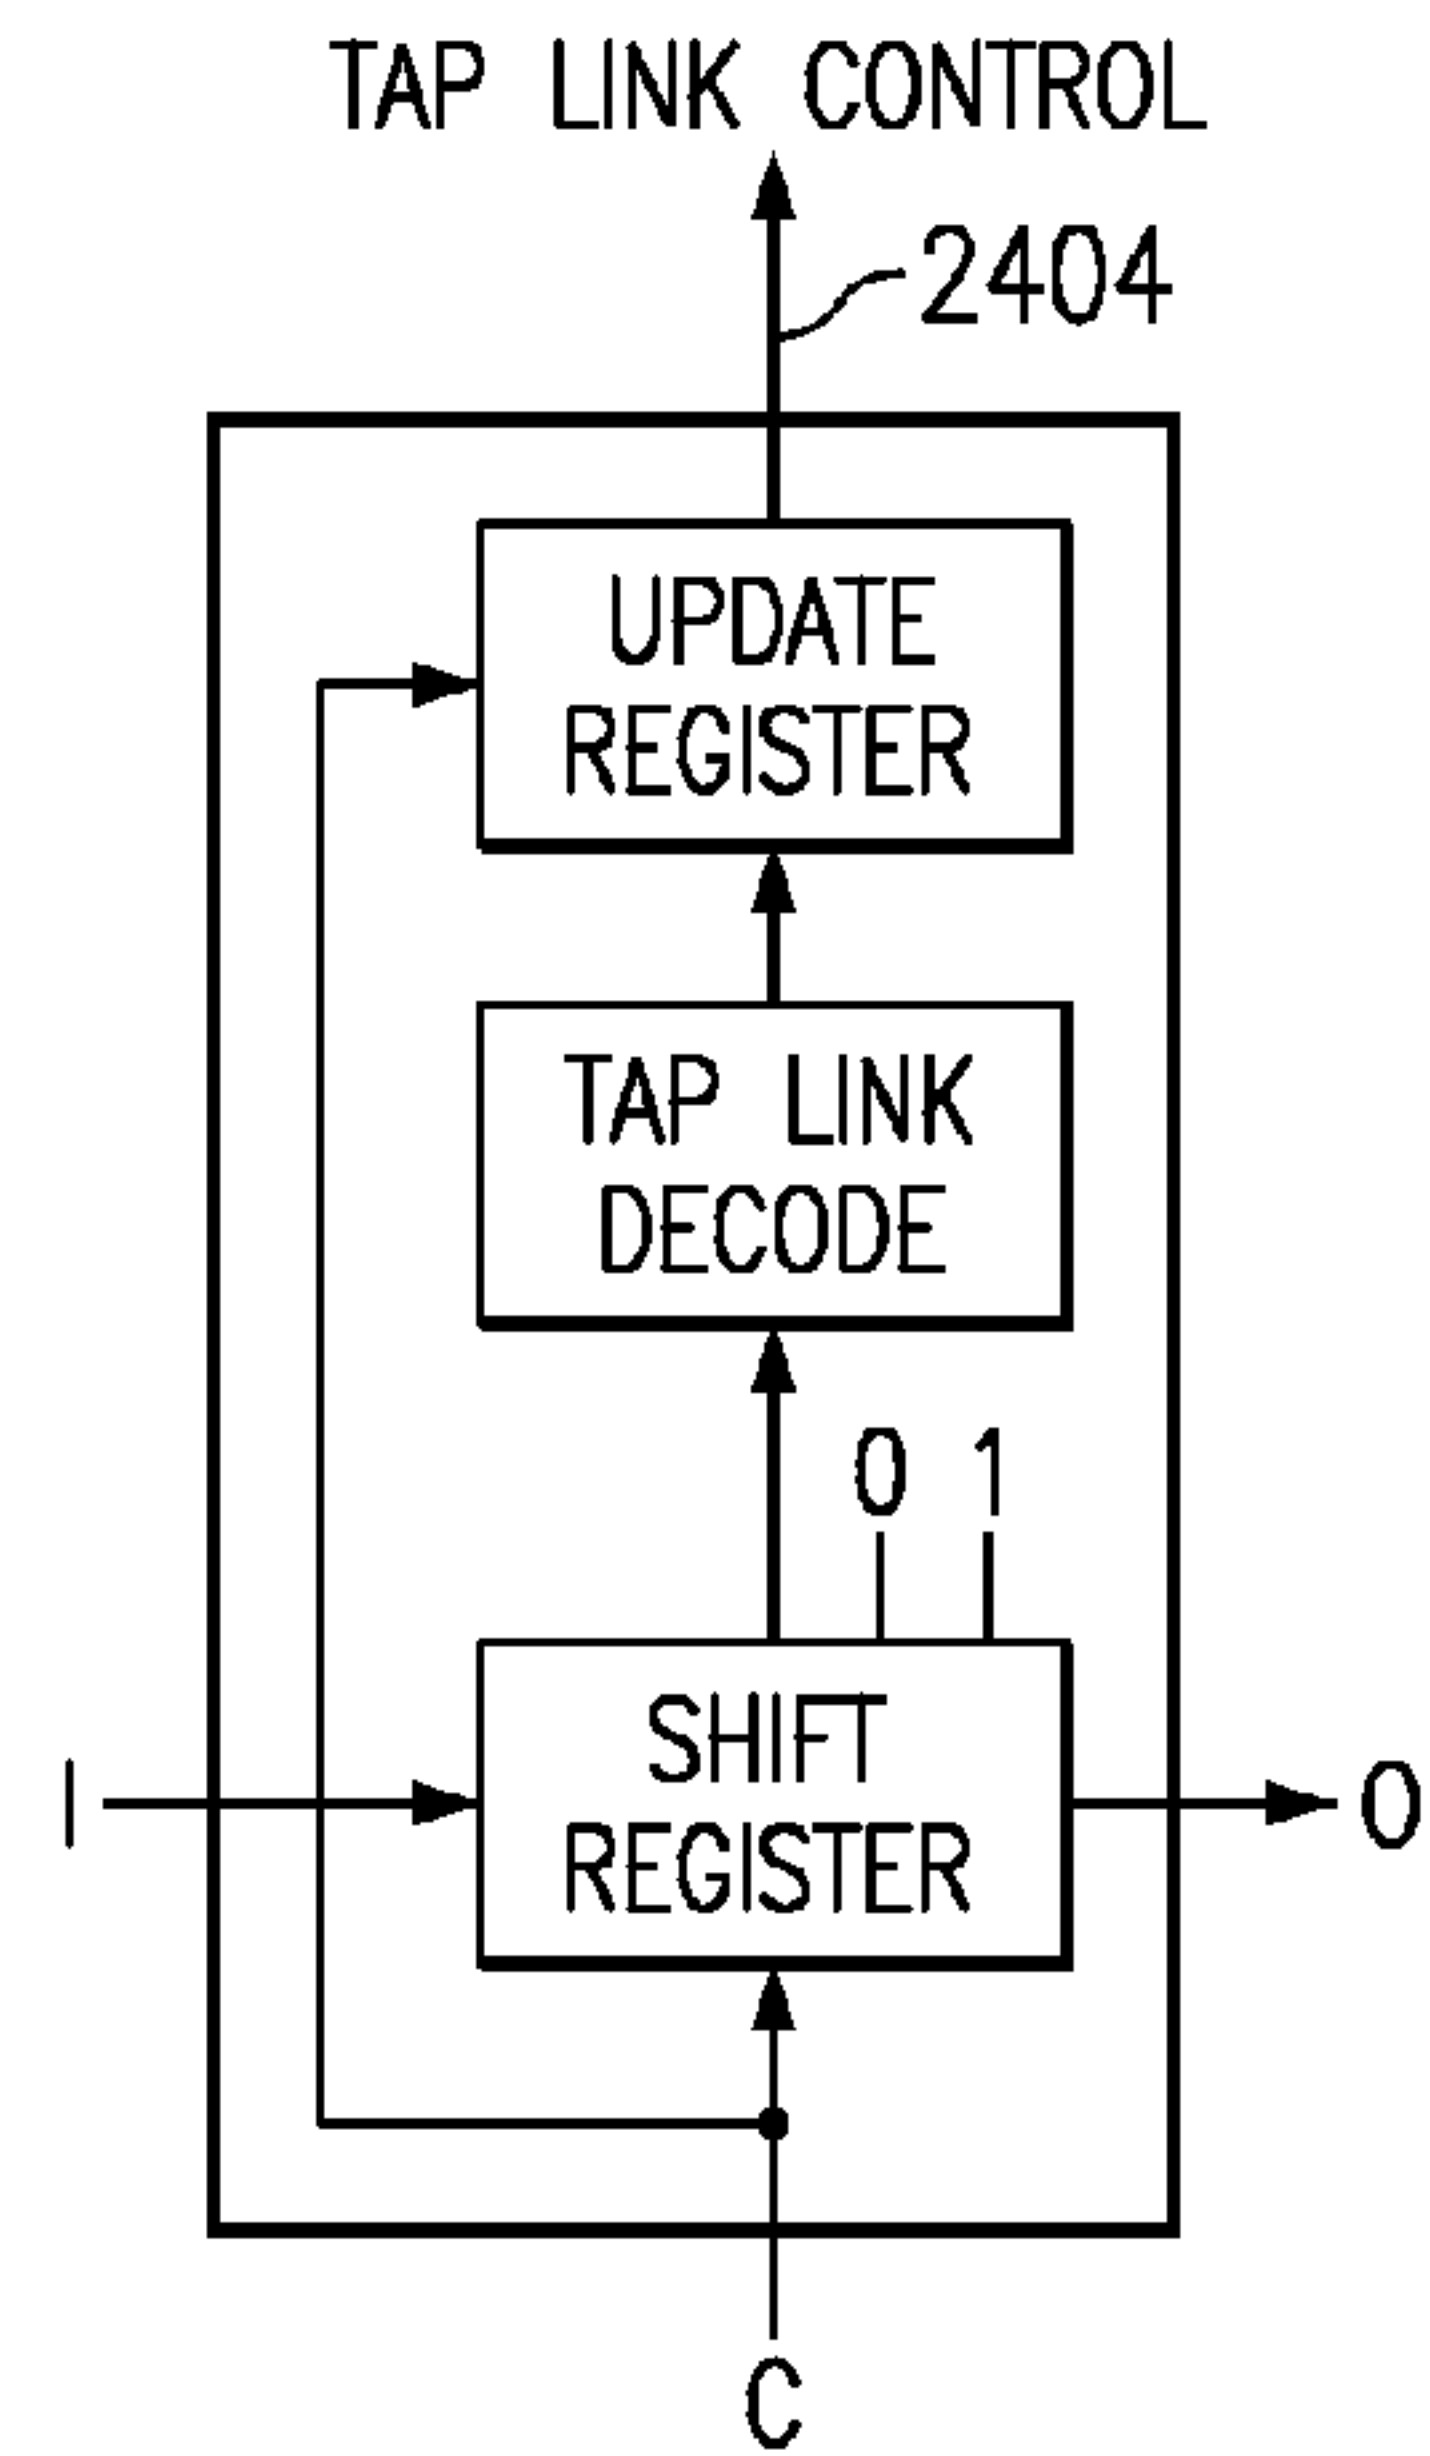 TAP LINK CONTROL
2404
UPDATE
REGISTER
TAP LINK
DECODE
0 1
SHIFT
REGISTER
I
O
C